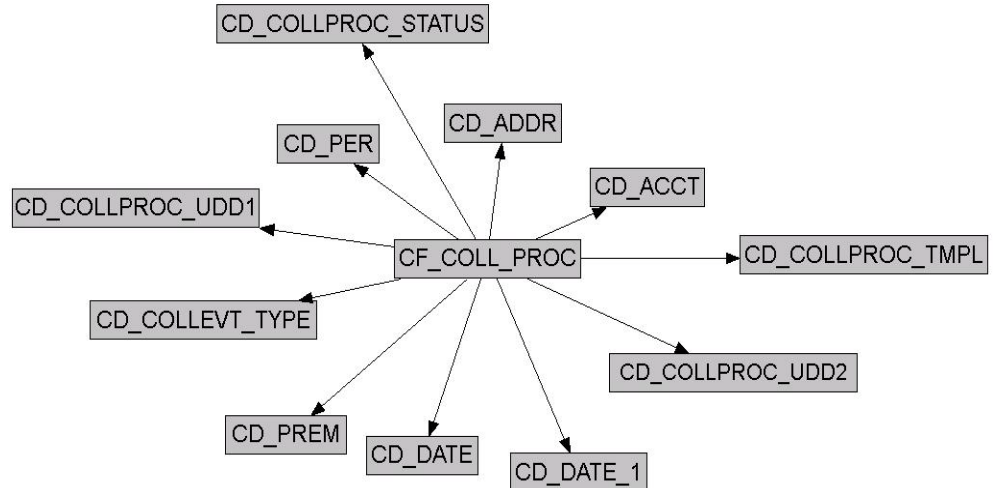 CD_COLLPROC_STATUS
CD_ADDR
CD_PER
CD_ACCT
CD_COLLPROC_UDD1
CF_COLL_PROC
CD_COLLPROC_TMPL
CD_COLLEVT_TYPE
CD_COLLPROC_UDD2
CD_PREM
CD_DATE
CD_DATE_1